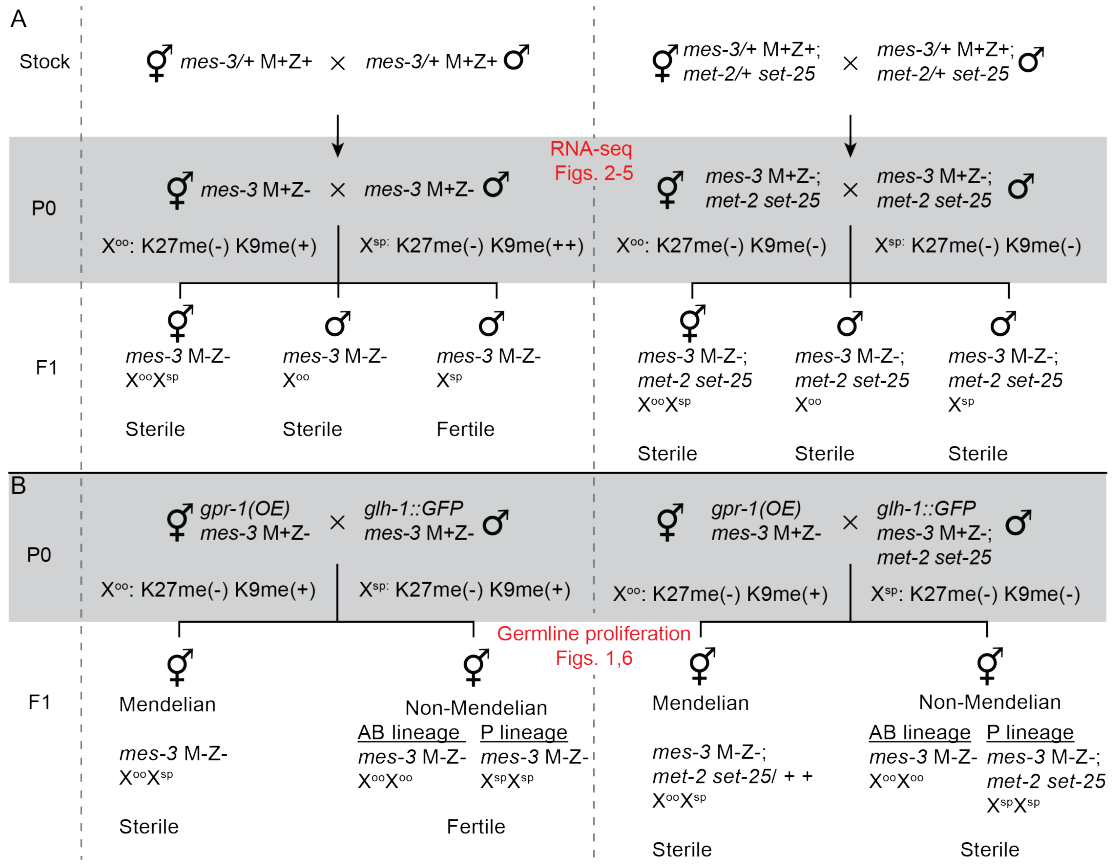 A
Stock
mes-3/+ M+Z+ × mes-3/+ M+Z+
mes-3/+ M+Z+; × mes-3/+ M+Z+;
met-2/+ set-25 met-2/+ set-25
RNA-seq
Figs. 2-5
P0
mes-3 M+Z- × mes-3 M+Z-
mes-3 M+Z-; × mes-3 M+Z-;
met-2 set-25 met-2 set-25
Xoo: K27me(-) K9me(+) Xsp: K27me(-) K9me(++)
Xoo: K27me(-) K9me(-) Xsp: K27me(-) K9me(-)
F1
mes-3 M-Z-
XooXsp
Sterile
mes-3 M-Z-
Xoo
Sterile
mes-3 M-Z-
Xsp
Fertile
mes-3 M-Z-;
met-2 set-25
XooXsp
Sterile
mes-3 M-Z-;
met-2 set-25
Xoo
Sterile
mes-3 M-Z-;
met-2 set-25
Xsp
Sterile
B
P0
gpr-1(OE) × glh-1::GFP
mes-3 M+Z- mes-3 M+Z-
gpr-1(OE) × glh-1::GFP
mes-3 M+Z- mes-3 M+Z-;
met-2 set-25
Xoo: K27me(-) K9me(+) Xsp: K27me(-) K9me(+)
Xoo: K27me(-) K9me(+) Xsp: K27me(-) K9me(-)
Germline proliferation
Figs. 1,6
F1
Mendelian
mes-3 M-Z-
XooXsp
Sterile
Non-Mendelian
AB lineage P lineage
mes-3 M-Z- mes-3 M-Z-
XooXoo XspXsp
Fertile
Mendelian
mes-3 M-Z-;
met-2 set-25/ + +
XooXsp
Sterile
Non-Mendelian
AB lineage P lineage
mes-3 M-Z- mes-3 M-Z-;
XooXoo met-2 set-25
XspXsp
Sterile